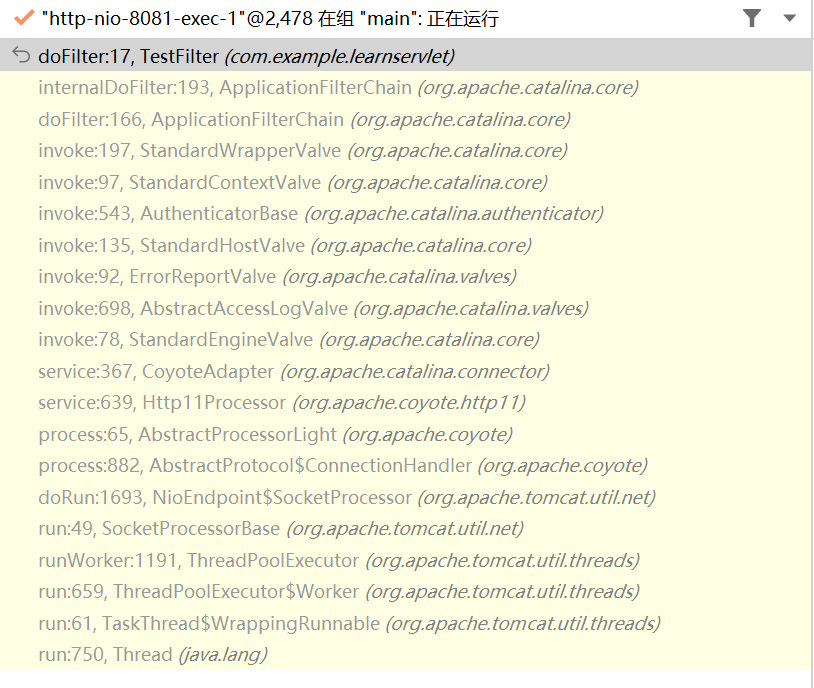 "http-nio-8081-exec-1"@2,478 在组 "main": 正在运行
doFilter:17, TestFilter (com.example.learnservlet)
internalDoFilter:193, ApplicationFilterChain (org.apache.catalina.core)
doFilter:166, ApplicationFilterChain (org.apache.catalina.core)
invoke:197, StandardWrapperValve (org.apache.catalina.core)
invoke:97, StandardContextValve (org.apache.catalina.core)
invoke:543, AuthenticatorBase (org.apache.catalina.authenticator)
invoke:135, StandardHostValve (org.apache.catalina.core)
invoke:92, ErrorReportValve (org.apache.catalina.valves)
invoke:698, AbstractAccessLogValve (org.apache.catalina.valves)
invoke:78, StandardEngineValve (org.apache.catalina.core)
service:367, CoyoteAdapter (org.apache.catalina.connector)
service:639, Http11Processor (org.apache.coyote.http11)
process:65, AbstractProcessorLight (org.apache.coyote)
process:882, AbstractProtocol$ConnectionHandler (org.apache.coyote)
doRun:1693, NioEndpoint$SocketProcessor (org.apache.tomcat.util.net)
run:49, SocketProcessorBase (org.apache.tomcat.util.net)
runWorker:1191, ThreadPoolExecutor (org.apache.tomcat.util.threads)
run:659, ThreadPoolExecutor$Worker (org.apache.tomcat.util.threads)
run:61, TaskThread$WrappingRunnable (org.apache.tomcat.util.threads)
run:750, Thread (java.lang)